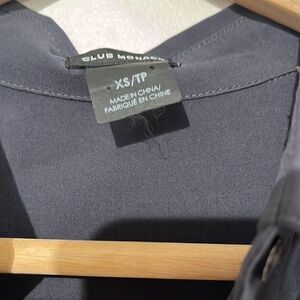 CLUB MONACO
XS/TP
MADE IN CHINA/
FABRIQUÉ EN CHINE